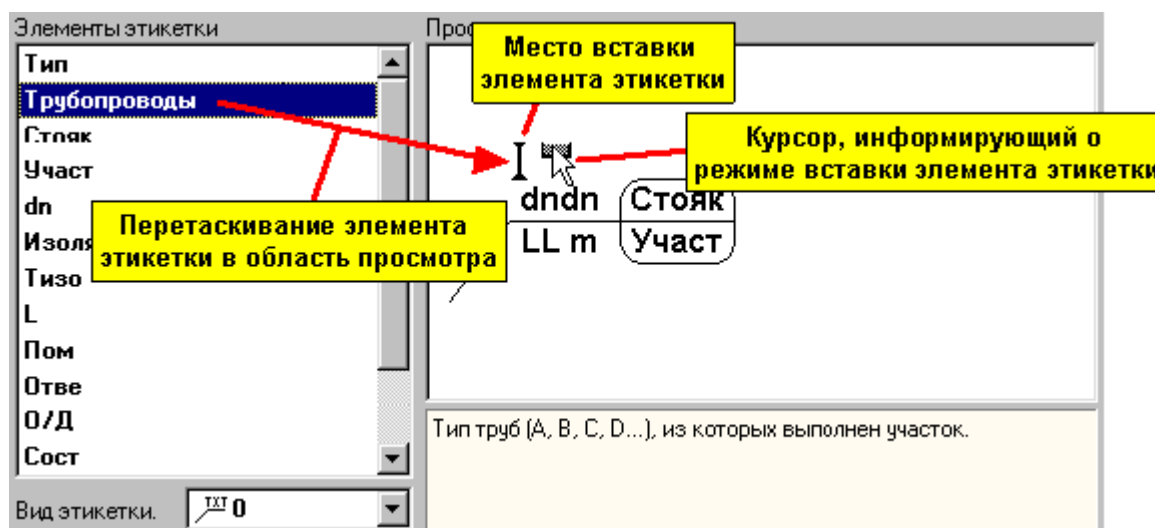 Элементы этикетки
Тип
Трубопроводы
Стояк
Участ
dn
Изоля
Тизо
L
Пом
Отве
О/Д
Сост
Вид этикетки.
TXT 0
Прос
Место вставки
элемента этикетки
Курсор, информирующий о
режиме вставки элемента этикетки
Перетаскивание элемента
этикетки в область просмотра
dndn Стояк
LL m Участ
Тип труб (A, B, C, D...), из которых выполнен участок.